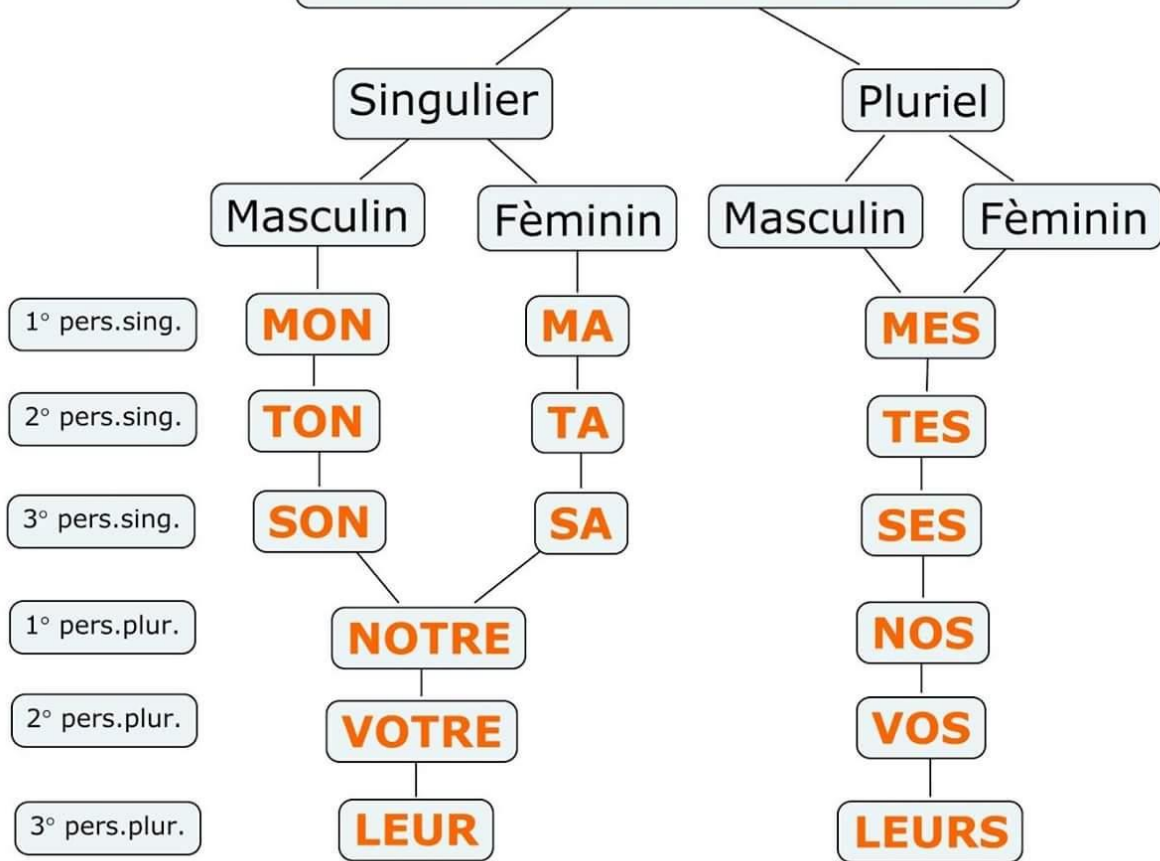 Singulier Pluriel
Masculin Fèminin Masculin Fèminin
1° pers.sing. MON MA MES
2° pers.sing. TON TA TES
3° pers.sing. SON SA SES
1° pers.plur. NOTRE NOS
2° pers.plur. VOTRE VOS
3° pers.plur. LEUR LEURS